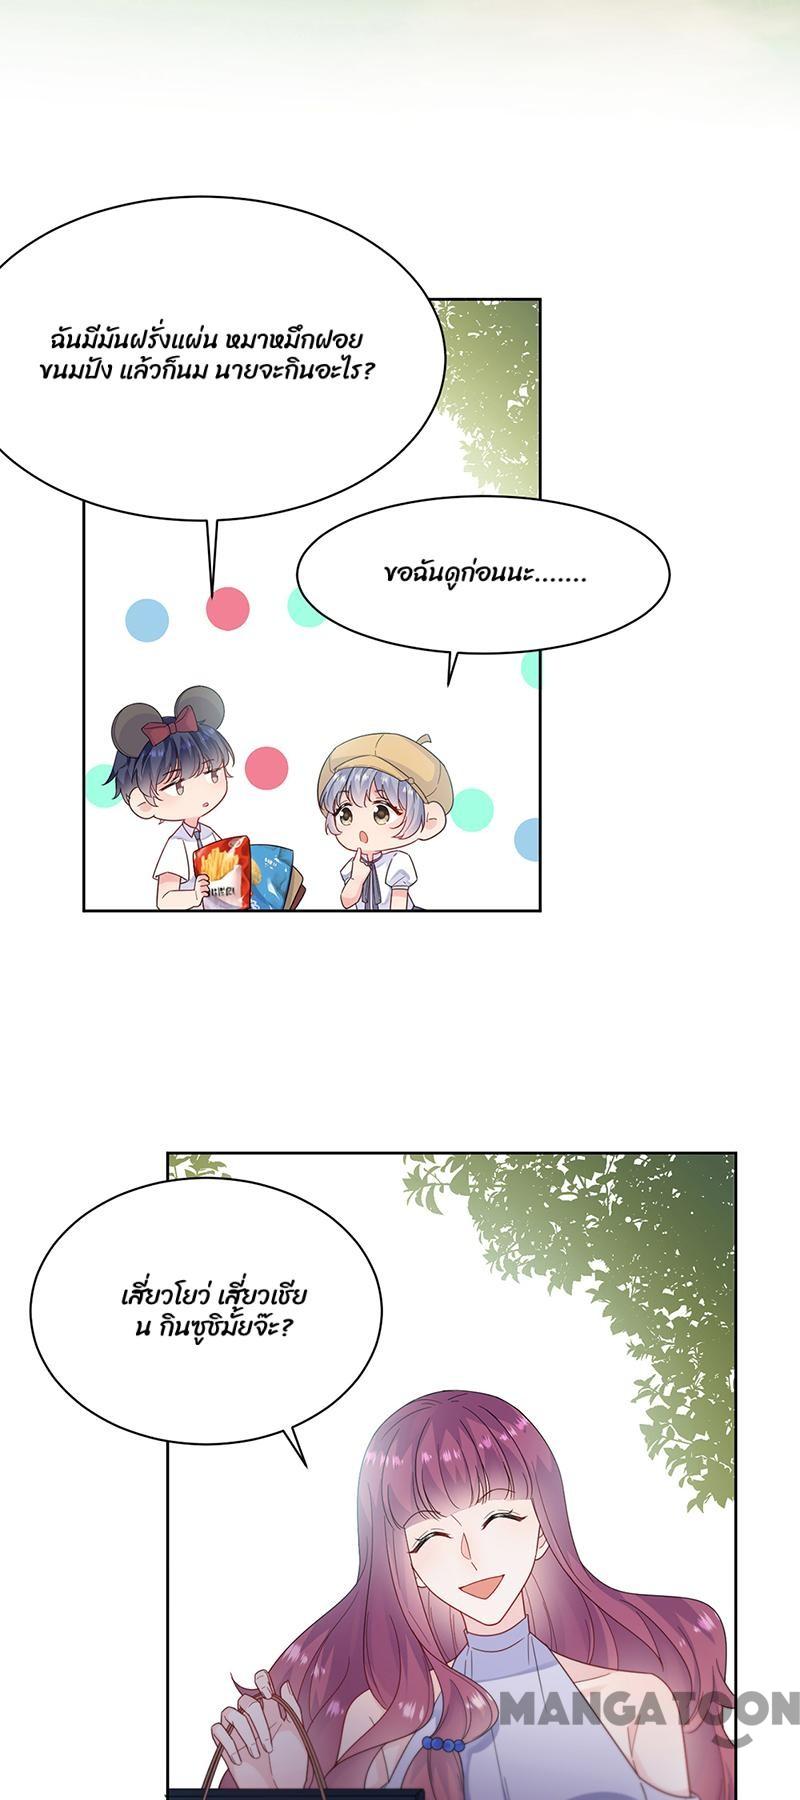 ฉันมีมันฝรั่งแผ่น หมาหมึกฝอย
ขนมปัง แล้วก็นม นายจะกินอะไร?
ขอฉันดูก่อนนะ.......
เสี่ยวโยว่ เสี่ยวเชีย
น กินซูชิมั้ยจ๊ะ?
MANGATOON